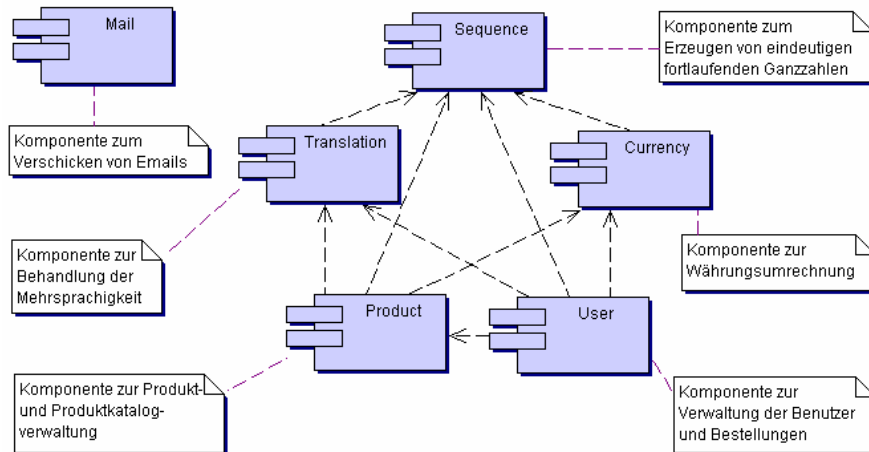 Mail
Sequence
Komponente zum
Erzeugen von eindeutigen
fortlaufenden Ganzzahlen
Komponente zum
Verschicken von Emails
Translation
Currency
Komponente zur
Behandlung der
Mehrsprachigkeit
Komponente zur
Währungsumrechnung
Product
User
Komponente zur Produkt-
und Produktkatalog-
verwaltung
Komponente zur
Verwaltung der Benutzer
und Bestellungen